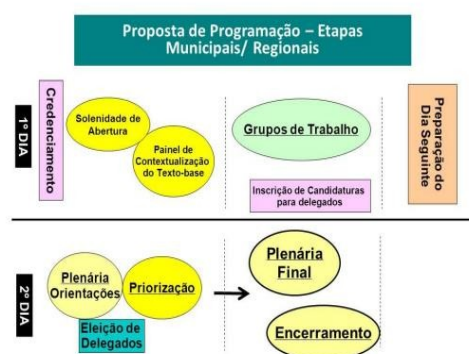 Proposta de Programação – Etapas
Municipais/ Regionais
1º DIA
Credenciamento
Solenidade de
Abertura
Painel de
Contextualização
do Texto-base
Grupos de Trabalho
Inscrição de Candidaturas
para delegados
Preparação do
Dia Seguinte
2º DIA
Plenária
Orientações
Priorização
Eleição de
Delegados
Plenária
Final
Encerramento